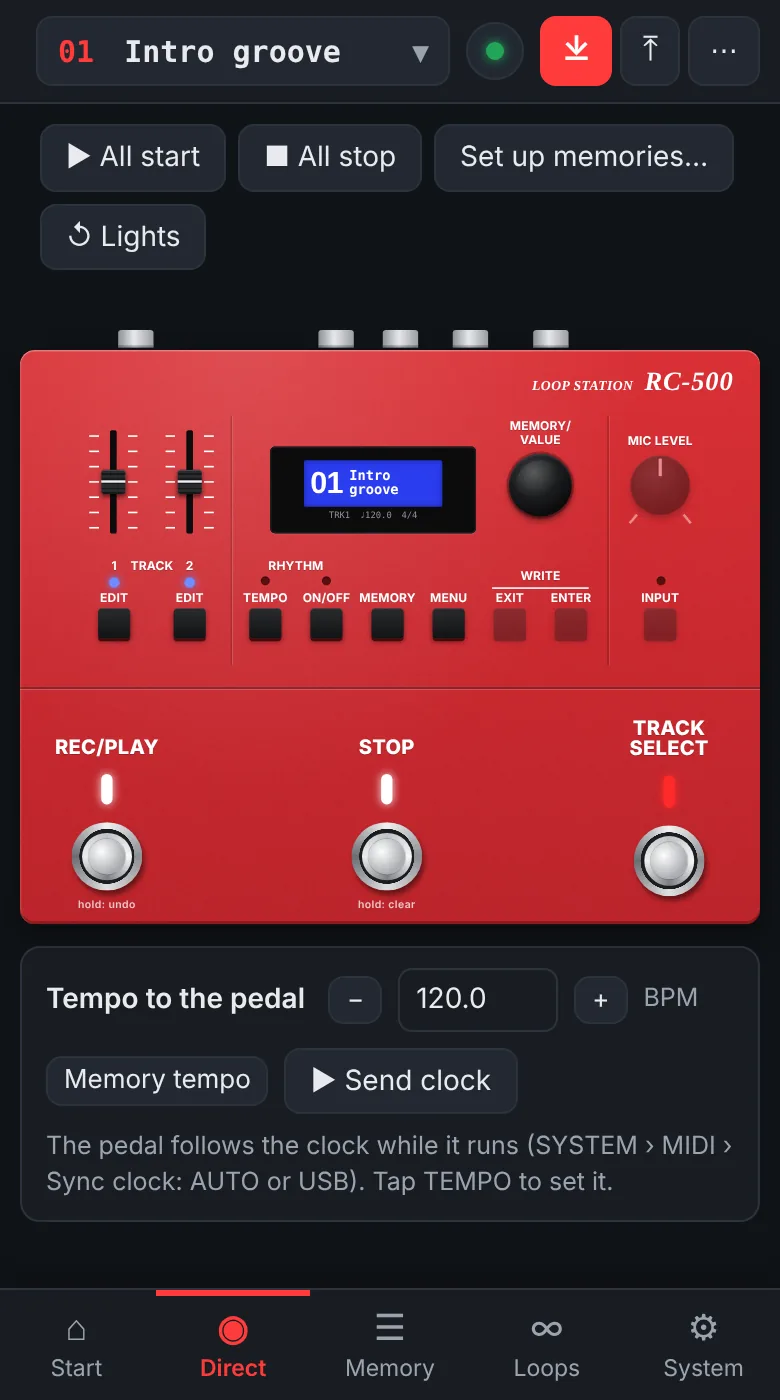 01 Intro groove ▼
▶ All start
■ All stop
Set up memories...
↺ Lights
LOOP STATION RC-500
MEMORY/
VALUE
MIC LEVEL
01 Intro
groove
TRK1 ♩120.0 4/4
1 TRACK 2
RHYTHM
WRITE
EDIT EDIT TEMPO ON/OFF MEMORY MENU EXIT ENTER INPUT
REC/PLAY
STOP
TRACK
SELECT
hold: undo
hold: clear
Tempo to the pedal − 120.0 + BPM
Memory tempo ▶ Send clock
The pedal follows the clock while it runs (SYSTEM › MIDI ›
Sync clock: AUTO or USB). Tap TEMPO to set it.
Start Direct Memory Loops System